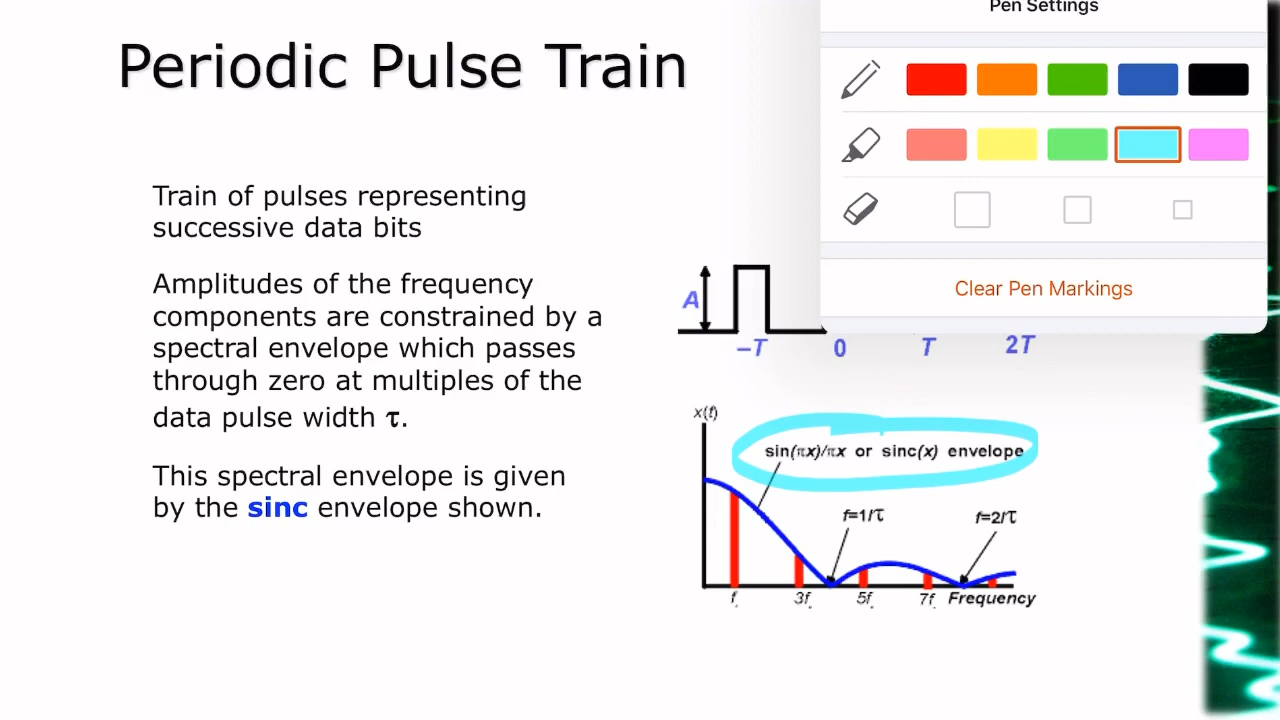 Pen Settings
Periodic Pulse Train
Train of pulses representing
successive data bits
Clear Pen Markings
Amplitudes of the frequency
components are constrained by a
spectral envelope which passes
through zero at multiples of the
data pulse width τ.
This spectral envelope is given
by the sinc envelope shown.
A
–T 0 T 2T
x(f)
sin(πx)/πx or sinc(x) envelope
f=1/τ f=2/τ
f. 3f. 5f. 7f. Frequency